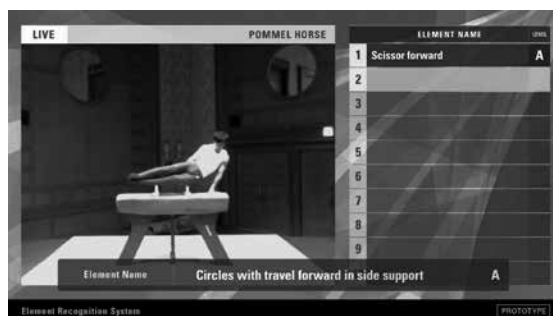 LIVE
POMMEL HORSE
ELEMENT NAME
LEVEL
1 Scissor forward A
2
3
4
5
6
7
8
9
Element Name Circles with travel forward in side support A
Element Recognition System
PROTOTYPE